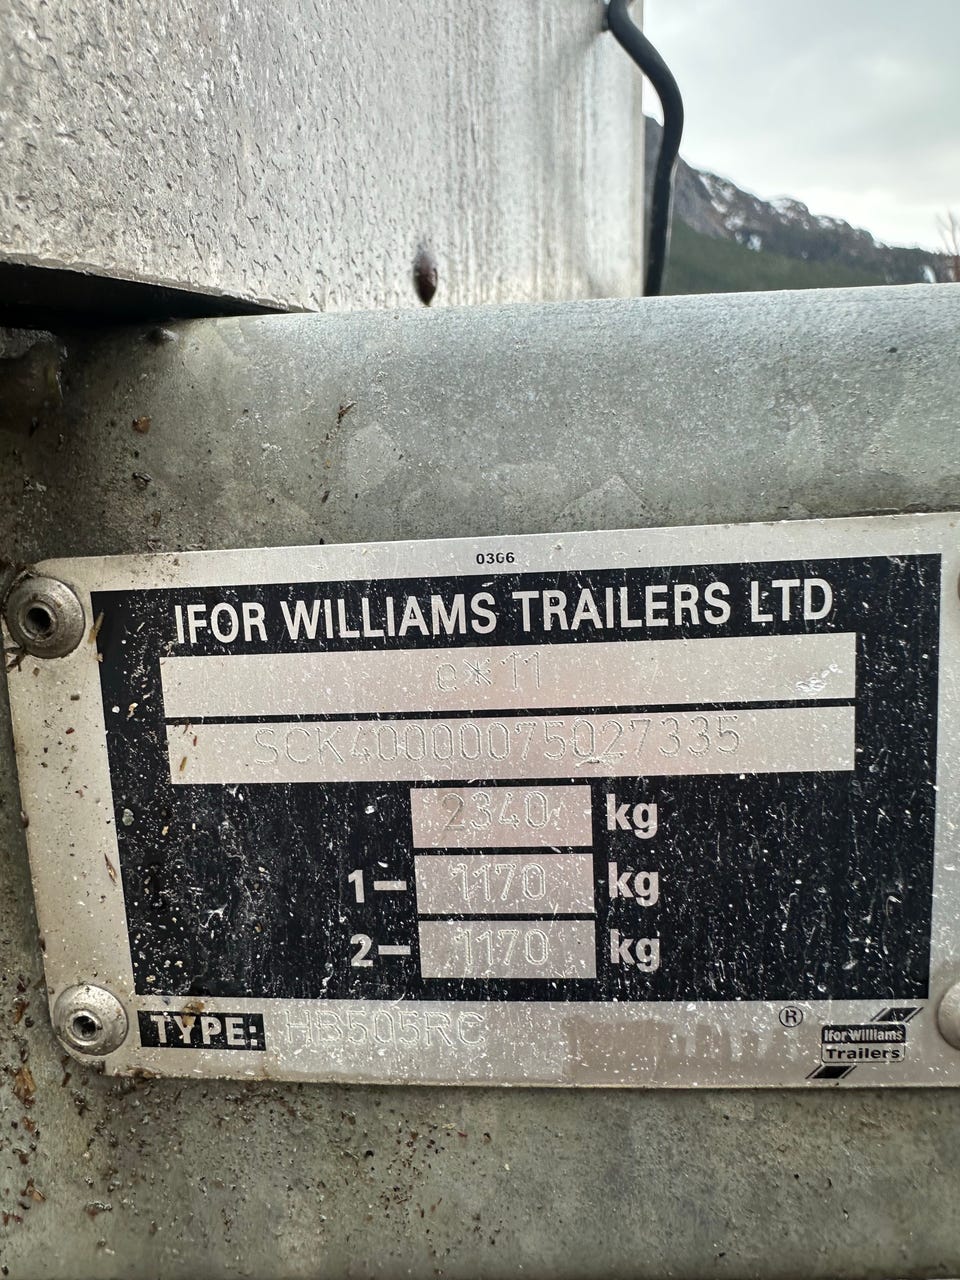 0366
IFOR WILLIAMS TRAILERS LTD
e*11
SCK40000075027335
2340 kg
1– 1170 kg
2– 1170 kg
TYPE: HB505RC
®
Ifor Williams
Trailers